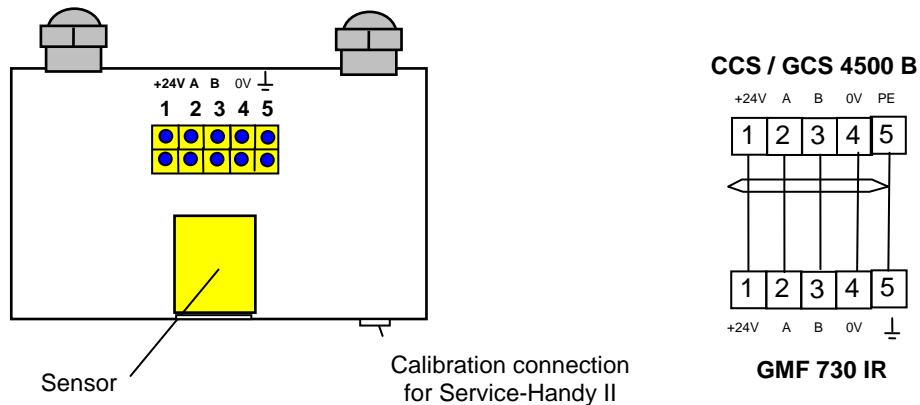 +24V A B 0V ⏚
1 2 3 4 5
Sensor
Calibration connection
for Service-Handy II
CCS / GCS 4500 B
+24V A B 0V PE
1 2 3 4 5
1 2 3 4 5
+24V A B 0V ⏚
GMF 730 IR